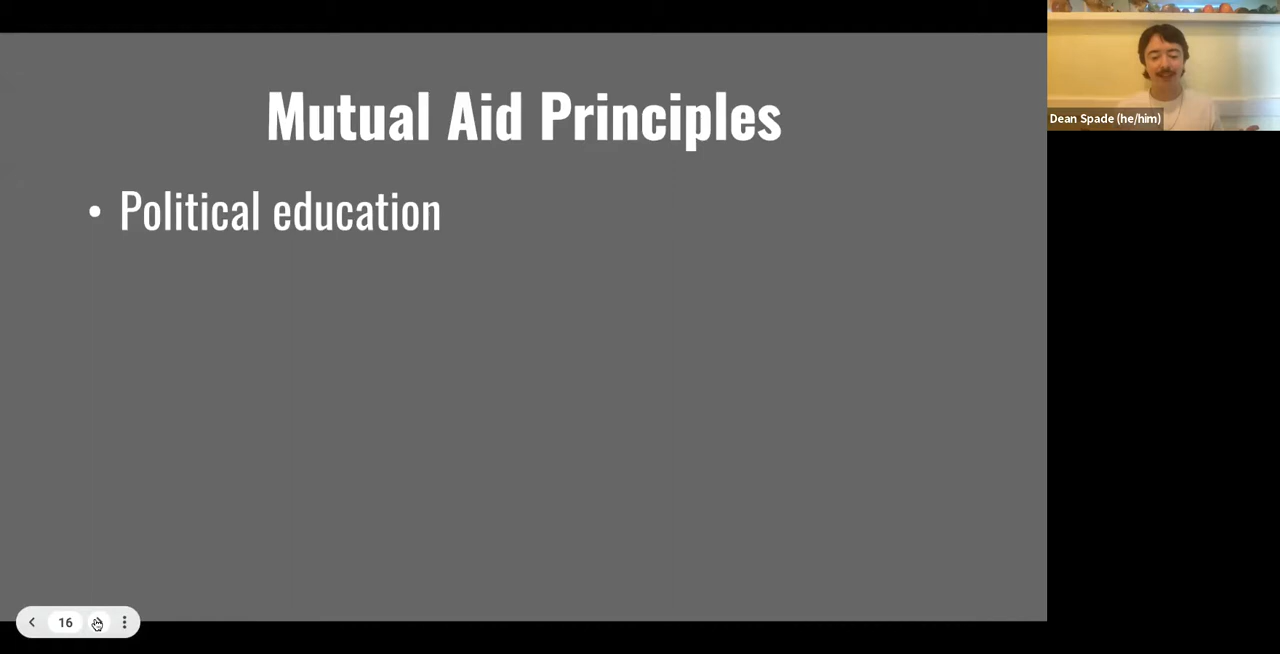 Mutual Aid Principles
• Political education
Dean Spade (he/him)
16